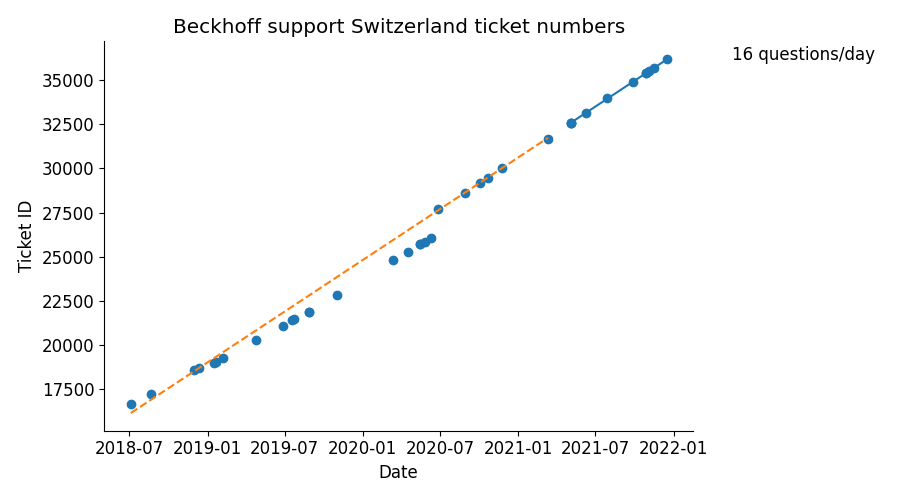 Beckhoff support Switzerland ticket numbers
16 questions/day
35000
32500
30000
27500
25000
22500
20000
17500
Ticket ID
2018-07 2019-01 2019-07 2020-01 2020-07 2021-01 2021-07 2022-01
Date